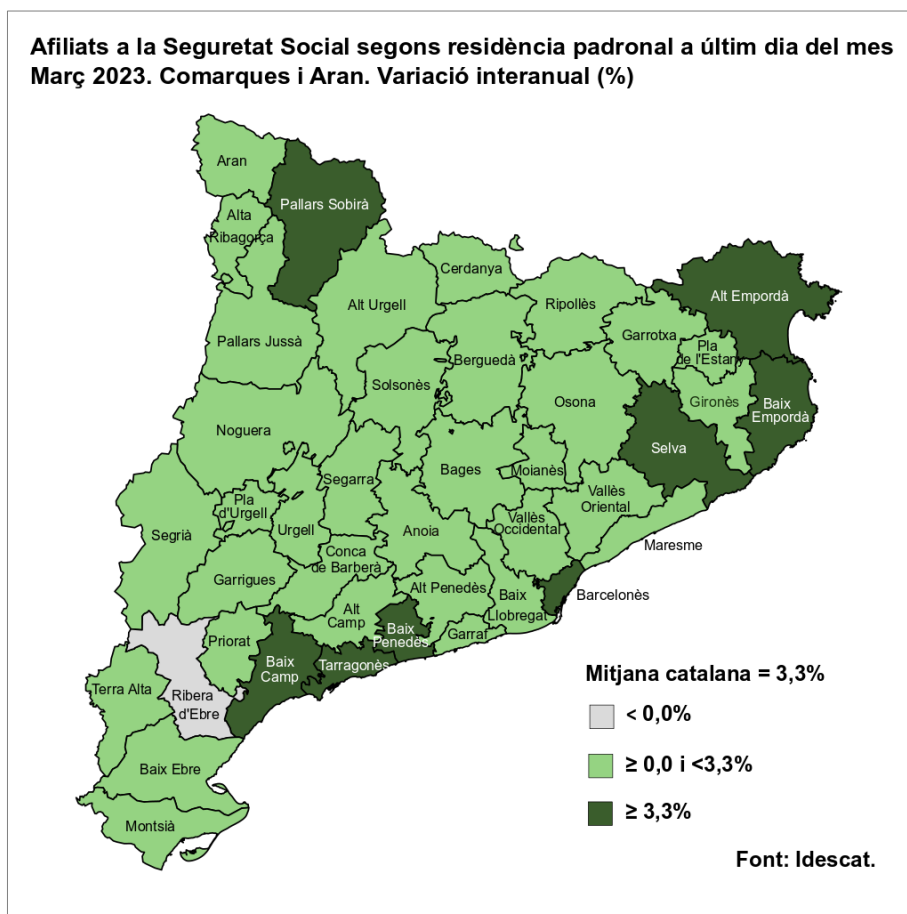 Afiliats a la Seguretat Social segons residència padronal a últim dia del mes
Març 2023. Comarques i Aran. Variació interanual (%)
Aran
Pallars Sobirà
Alta
Ribagorça
Cerdanya
Alt Urgell
Ripollès
Alt Empordà
Garrotxa
Pallars Jussà
Pla
de l'Estan
Berguedà
Solsonès
Osona
Gironès
Baix
Empordà
Noguera
Selva
Bages
Moianès
Segarra
Vallès
Oriental
Pla
d'Urgell
Urgell
Vallès
Occidental
Segrià
Anoia
Maresme
Conca
de Barberà
Garrigues
Alt Penedès
Baix
Llobregat
Barcelonès
Alt
Camp
Baix
Penedès
Garraf
Priorat
Baix
Camp
Tarragonès
Terra Alta
Ribera
d'Ebre
Baix Ebre
Montsià
Mitjana catalana = 3,3%
< 0,0%
≥ 0,0 i <3,3%
≥ 3,3%
Font: Idescat.